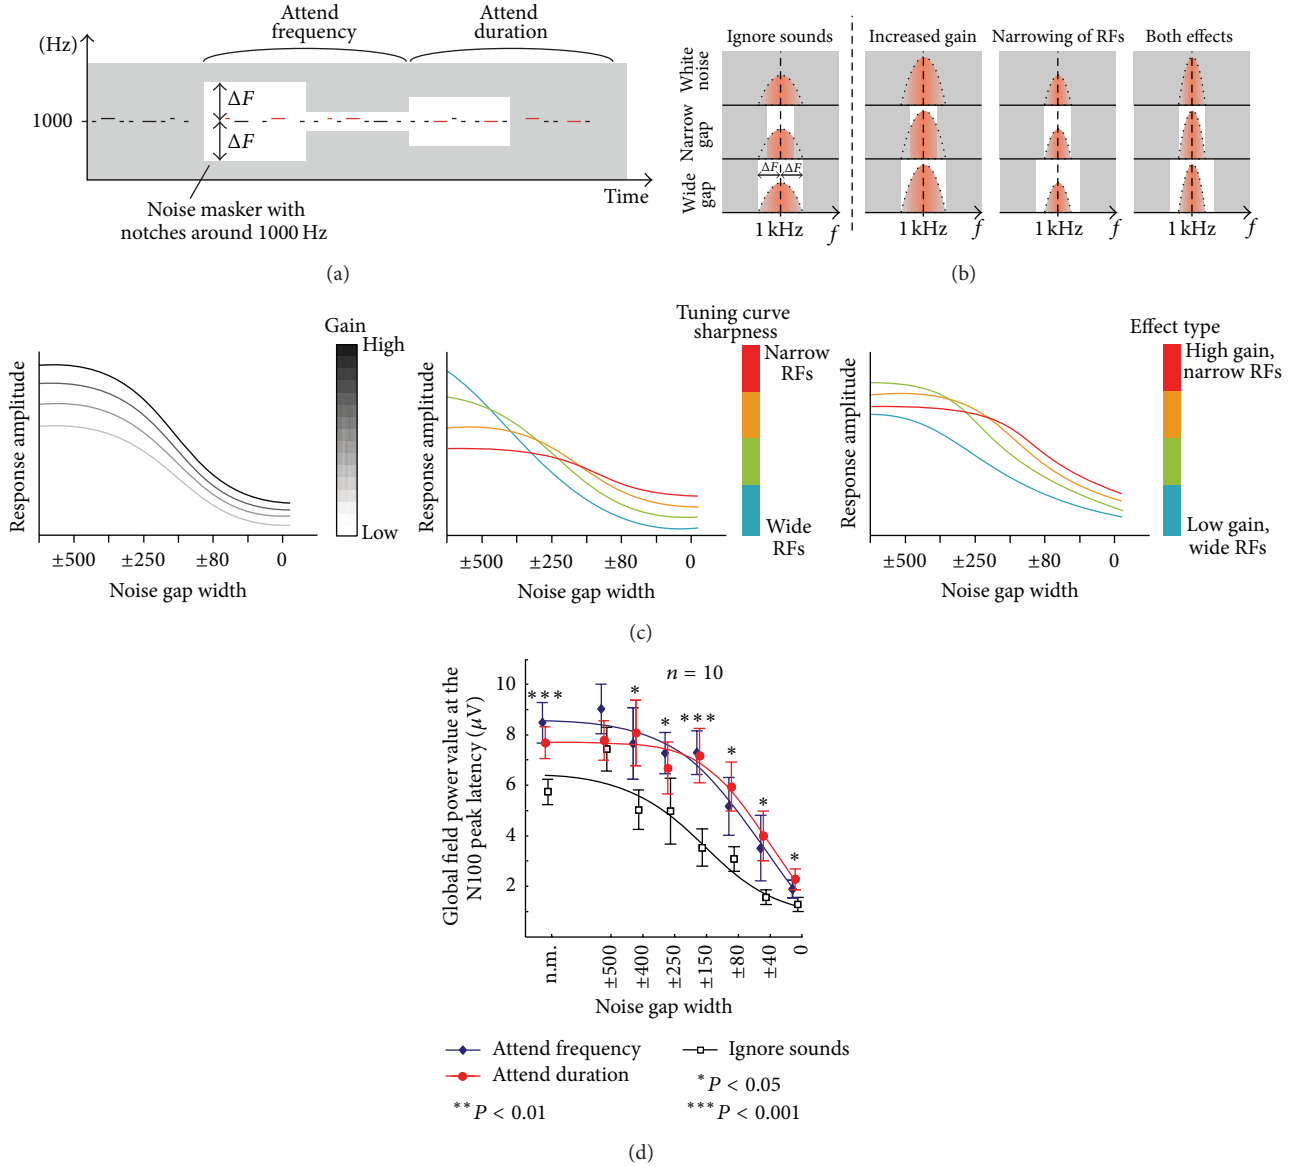 Attend frequency
Attend duration
(Hz)
1000
ΔF
ΔF
Time
Noise masker with notches around 1000 Hz
(a)
Ignore sounds
Increased gain
Narrowing of RFs
Both effects
White noise
Narrow gap
Wide gap
ΔF
ΔF
1 kHz
f
1 kHz
f
1 kHz
f
1 kHz
f
(b)
Gain
High
Low
Response amplitude
±500 ±250 ±80 0
Noise gap width
Tuning curve sharpness
Narrow RFs
Wide RFs
Response amplitude
±500 ±250 ±80 0
Noise gap width
Effect type
High gain, narrow RFs
Low gain, wide RFs
Response amplitude
±500 ±250 ±80 0
Noise gap width
(c)
Global field power value at the N100 peak latency (μV)
10
8
6
4
2
n = 10
***
*
*
***
*
*
*
n.m. ±500 ±400 ±250 ±150 ±80 ±40 0
Noise gap width
Attend frequency
Attend duration
Ignore sounds
*P < 0.05
**P < 0.01
***P < 0.001
(d)